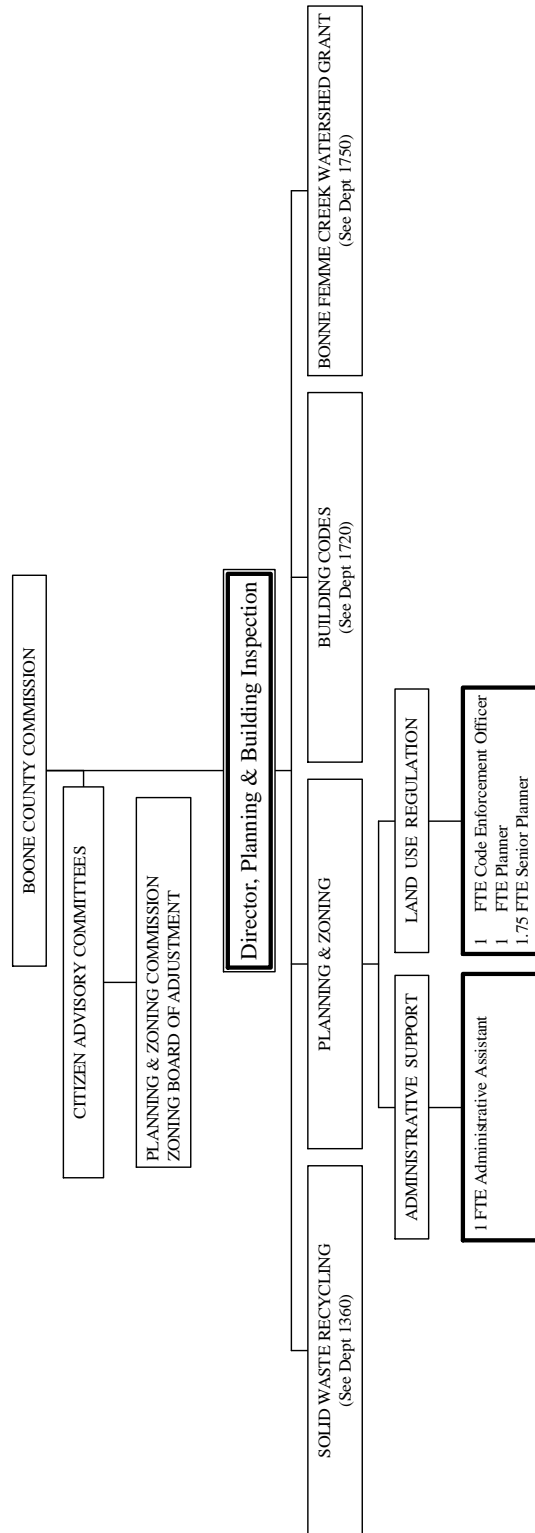 BOONE COUNTY COMMISSION
CITIZEN ADVISORY COMMITTEES
PLANNING & ZONING COMMISSION
ZONING BOARD OF ADJUSTMENT
Director, Planning & Building Inspection
SOLID WASTE RECYCLING
(See Dept 1360)
PLANNING & ZONING
BUILDING CODES
(See Dept 1720)
BONNE FEMME CREEK WATERSHED GRANT
(See Dept 1750)
ADMINISTRATIVE SUPPORT
LAND USE REGULATION
1 FTE Administrative Assistant
1 FTE Code Enforcement Officer
1 FTE Planner
1.75 FTE Senior Planner